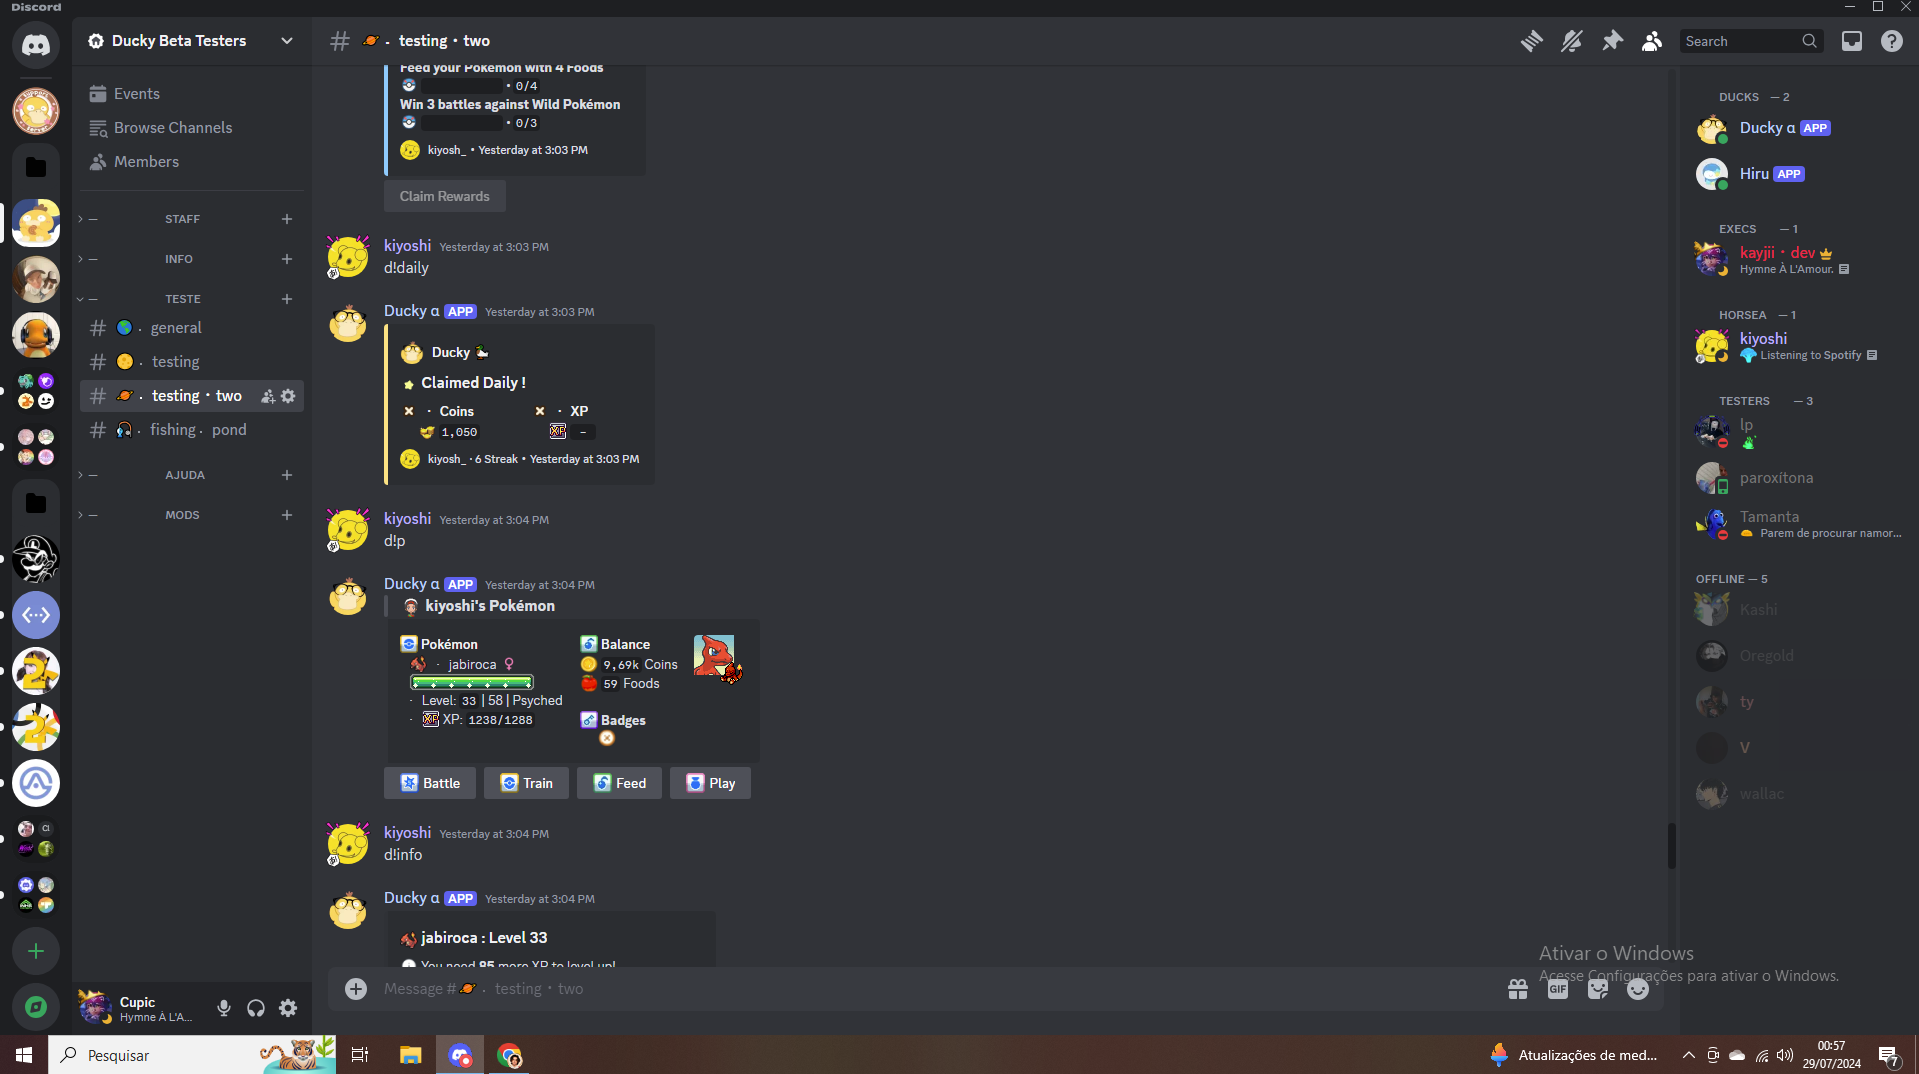 Discord
Ducky Beta Testers
Events
Browse Channels
Members
STAFF
INFO
TESTE
general
testing
testing • two
fishing . pond
AJUDA
MODS
Cupic
Hymne À L'A...
testing • two
Search
Feed your Pokémon with 4 Foods
• 0/4
Win 3 battles against Wild Pokémon
• 0/3
kiyosh_ • Yesterday at 3:03 PM
Claim Rewards
kiyoshi Yesterday at 3:03 PM
d!daily
Ducky α APP Yesterday at 3:03 PM
Ducky
Claimed Daily !
· Coins · XP
1,050 XP -
kiyosh_ · 6 Streak • Yesterday at 3:03 PM
kiyoshi Yesterday at 3:04 PM
d!p
Ducky α APP Yesterday at 3:04 PM
kiyoshi's Pokémon
Pokémon
· jabiroca ♀
· Level: 33 | 58 | Psyched
· XP XP: 1238/1288
Balance
9,69k Coins
59 Foods
Badges
Battle Train Feed Play
kiyoshi Yesterday at 3:04 PM
d!info
Ducky α APP Yesterday at 3:04 PM
jabiroca : Level 33
You need 85 more XP to level up!
Message # . testing • two
GIF
DUCKS — 2
Ducky α APP
Hiru APP
EXECS — 1
kayjii • dev
Hymne À L'Amour.
HORSEA — 1
kiyoshi
Listening to Spotify
TESTERS — 3
lp
paroxítona
Tamanta
Parem de procurar namor...
OFFLINE — 5
Kashi
Oregold
ty
V
wallac
Ativar o Windows
Acesse Configurações para ativar o Windows.
Pesquisar
Atualizações de med...
00:57
29/07/2024
7